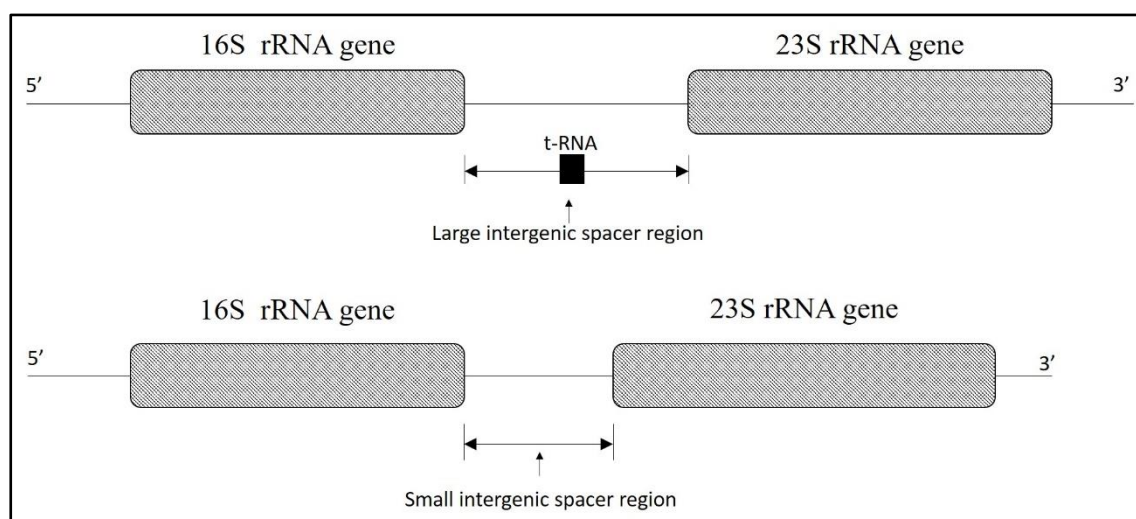 16S rRNA gene 23S rRNA gene
5’ 3’
t-RNA
Large intergenic spacer region
16S rRNA gene 23S rRNA gene
5’ 3’
Small intergenic spacer region